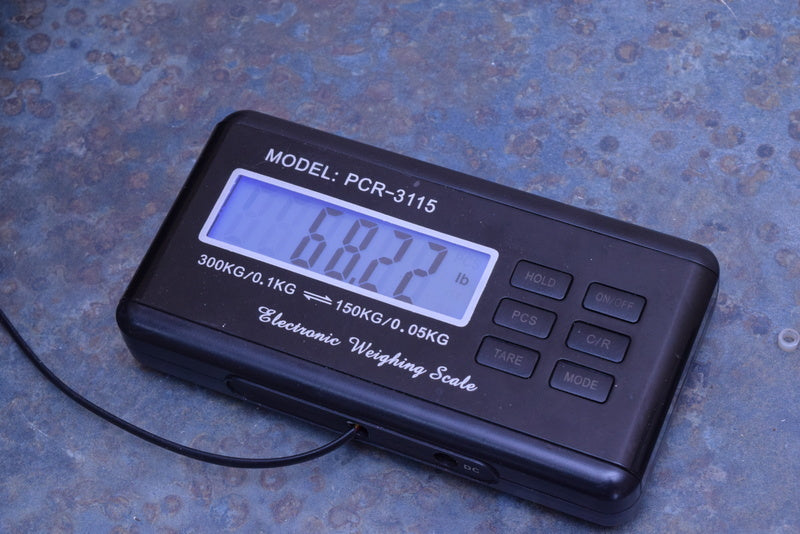 MODEL: PCR-3115
68.22 lb
300KG/0.1KG ⇌ 150KG/0.05KG
Electronic Weighing Scale
HOLD ON/OFF
PCS C/R
TARE MODE
DC